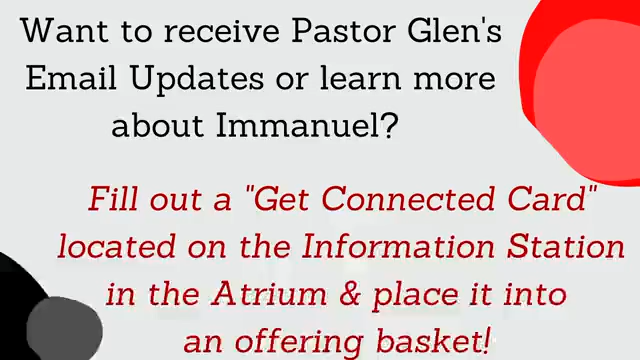 Want to receive Pastor Glen's
Email Updates or learn more
about Immanuel?
Fill out a "Get Connected Card"
located on the Information Station
in the Atrium & place it into
an offering basket!